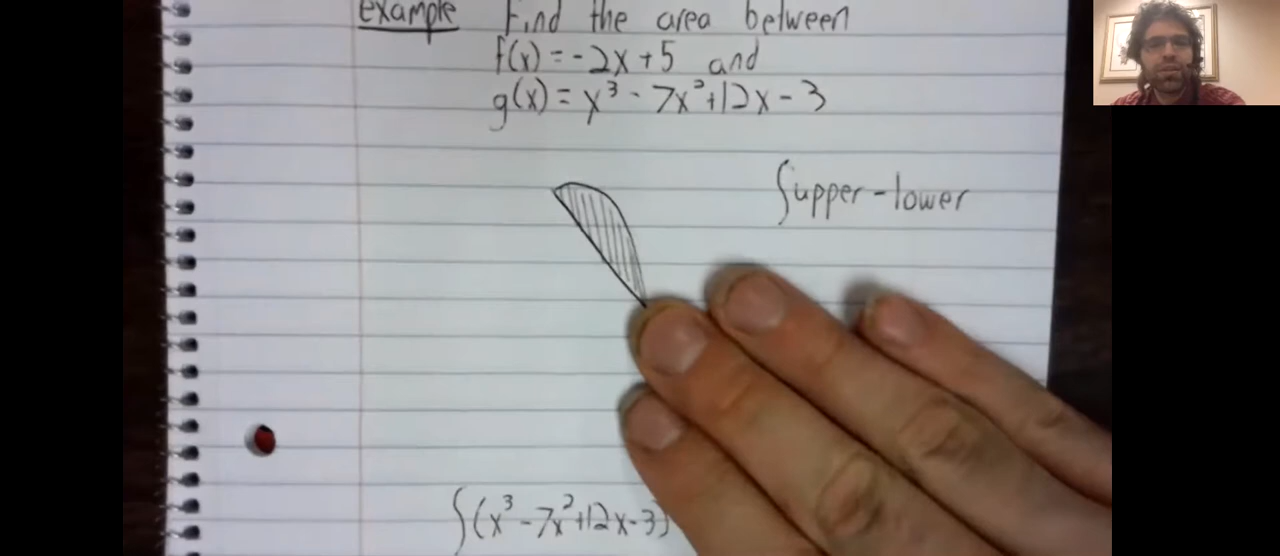 example Find the area between
f(x) = -2x + 5 and
g(x) = x³ - 7x² + 12x - 3
∫upper - lower
∫(x³ - 7x² + 12x - 3)